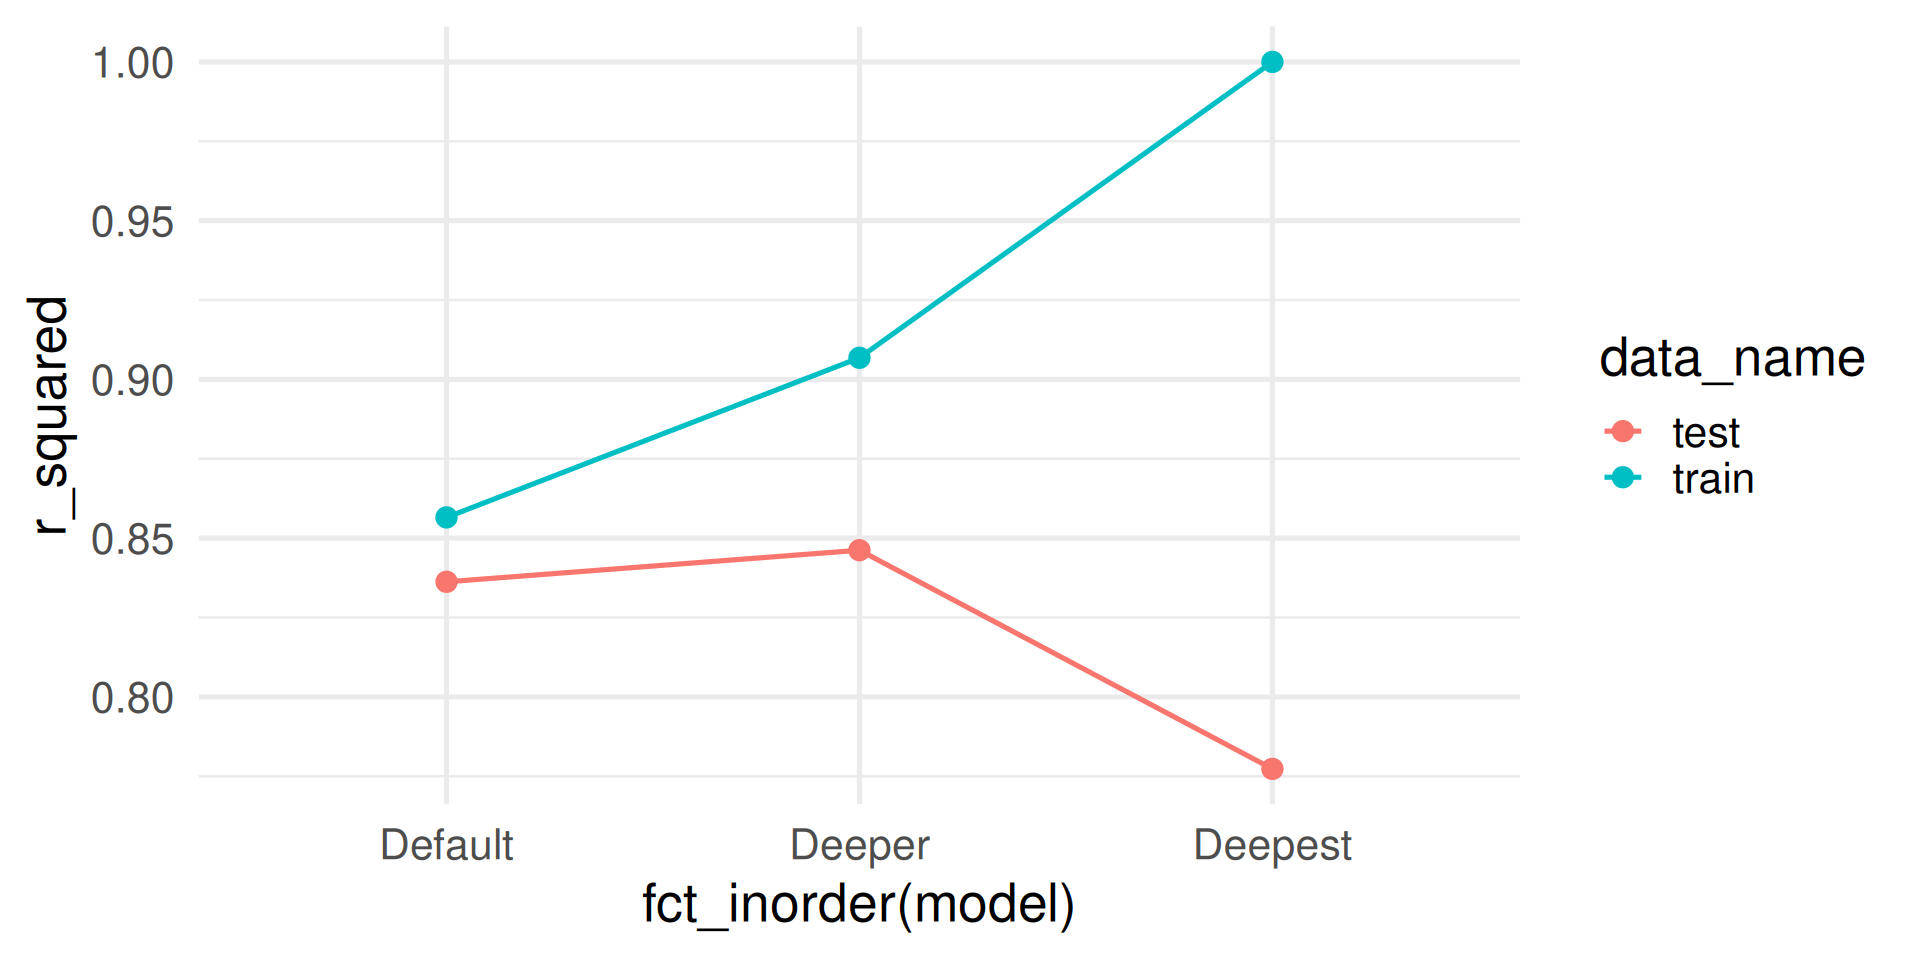 r_squared
1.00
0.95
0.90
0.85
0.80
Default
Deeper
Deepest
fct_inorder(model)
data_name
test
train